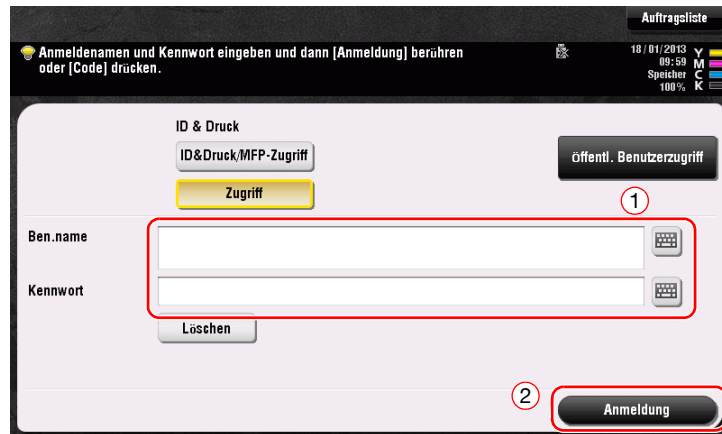 Auftragsliste
Anmeldenamen und Kennwort eingeben und dann [Anmeldung] berühren
oder [Code] drücken.
18/01/2013
09:59
Speicher
100%
Y
M
C
K
ID & Druck
ID&Druck/MFP-Zugriff
öffentl. Benutzerzugriff
Zugriff
1
Ben.name
Kennwort
Löschen
2
Anmeldung